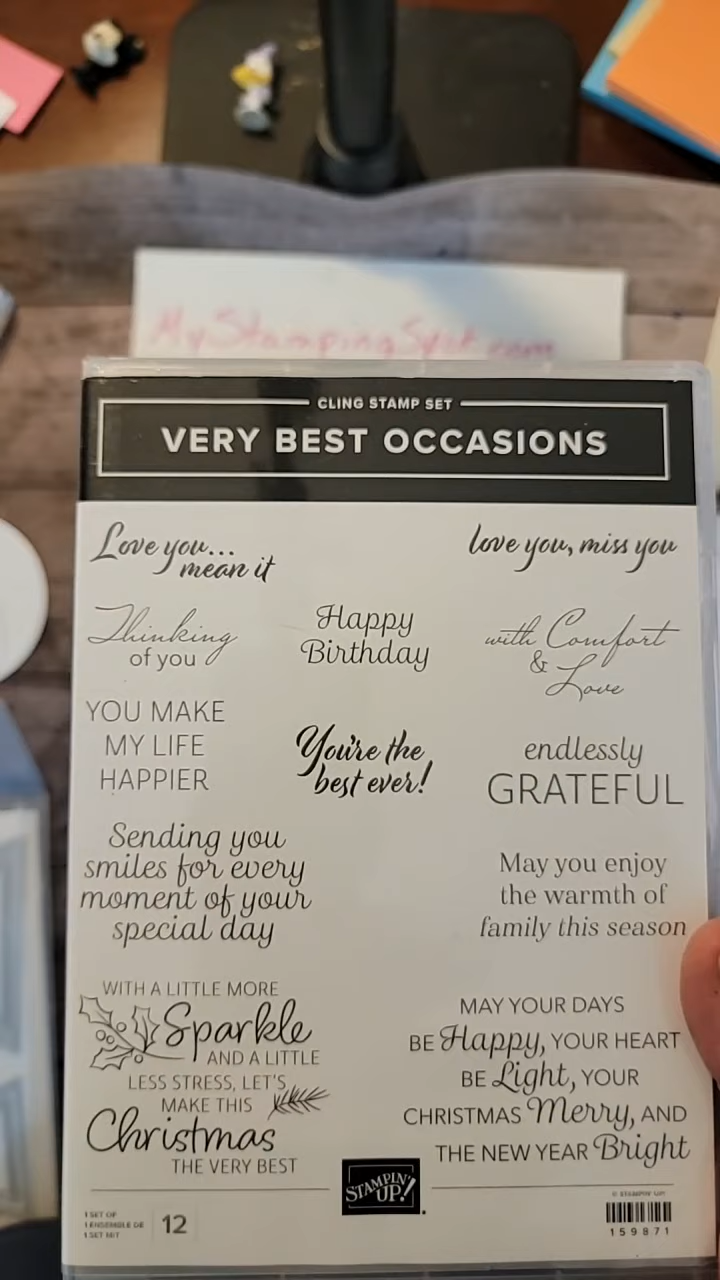 MyStampingSpot.com
CLING STAMP SET
VERY BEST OCCASIONS
Love you...
mean it
love you, miss you
Thinking
of you
Happy
Birthday
with Comfort
&
Love
YOU MAKE
MY LIFE
HAPPIER
You're the
best ever!
endlessly
GRATEFUL
Sending you
smiles for every
moment of your
special day
May you enjoy
the warmth of
family this season
WITH A LITTLE MORE
Sparkle
AND A LITTLE
LESS STRESS, LET'S
MAKE THIS
Christmas
THE VERY BEST
MAY YOUR DAYS
BE Happy, YOUR HEART
BE Light, YOUR
CHRISTMAS Merry, AND
THE NEW YEAR Bright
STAMPIN'
UP!
1 SET OF
1 ENSEMBLE DE
1 SET MIT
12
© STAMPIN' UP!
159871